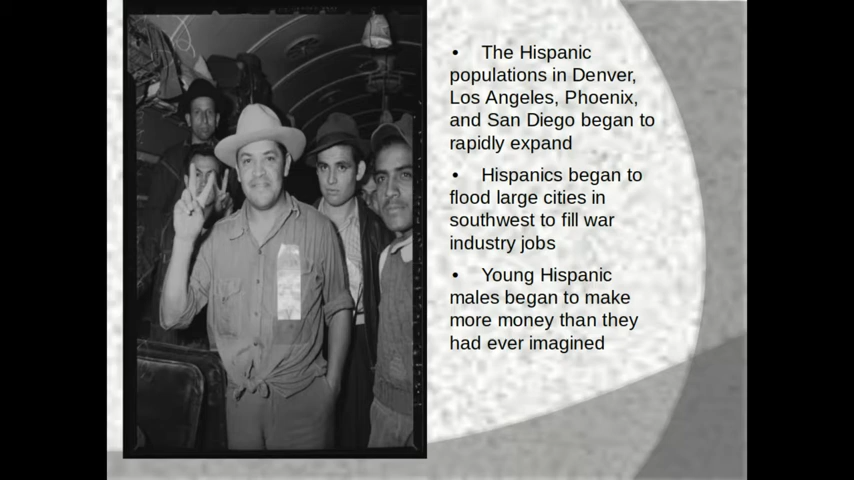 • The Hispanic
populations in Denver,
Los Angeles, Phoenix,
and San Diego began to
rapidly expand
• Hispanics began to
flood large cities in
southwest to fill war
industry jobs
• Young Hispanic
males began to make
more money than they
had ever imagined